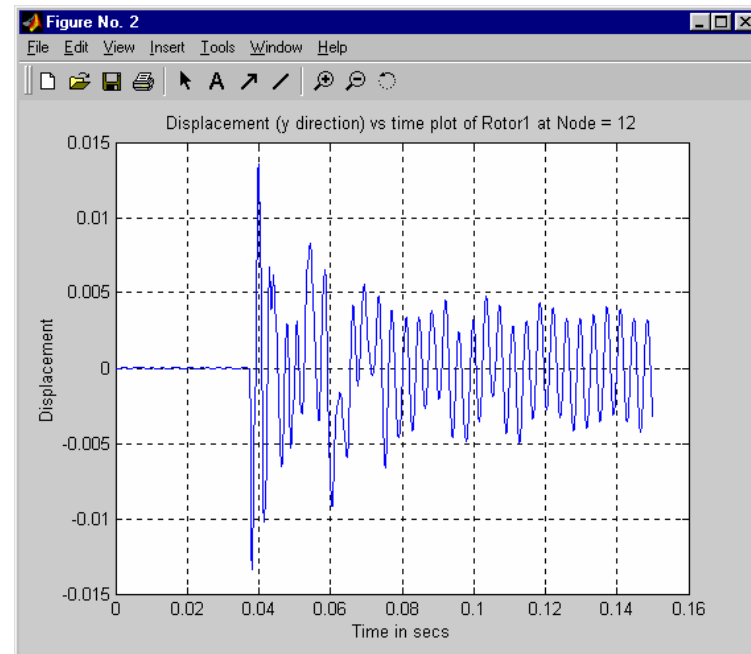 Figure No. 2
File Edit View Insert Tools Window Help
A
Displacement (y direction) vs time plot of Rotor1 at Node = 12
0.015
0.01
0.005
0
-0.005
-0.01
-0.015
Displacement
0 0.02 0.04 0.06 0.08 0.1 0.12 0.14 0.16
Time in secs